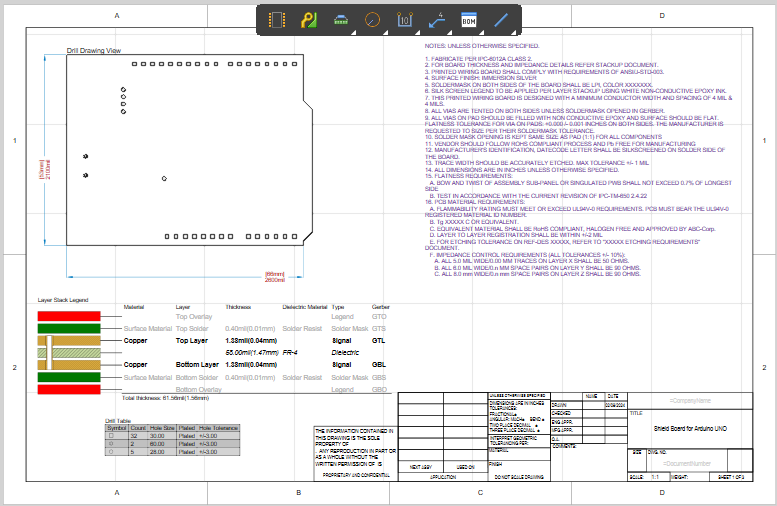 A
D
4
10
BOM
Drill Drawing View
[53mm]
2100mil
[66mm]
2600mil
1
1
2
2
NOTES: UNLESS OTHERWISE SPECIFIED.
1. FABRICATE PER IPC-6012A CLASS 2.
2. FOR BOARD THICKNESS AND IMPEDANCE DETAILS REFER STACKUP DOCUMENT.
3. PRINTED WIRING BOARD SHALL COMPLY WITH REQUIREMENTS OF ANSI/J-STD-003.
4. SURFACE FINISH: IMMERSION SILVER
5. SOLDERMASK ON BOTH SIDES OF THE BOARD SHALL BE LPI, COLOR XXXXXXX.
6. SILK SCREEN LEGEND TO BE APPLIED PER LAYER STACKUP USING WHITE NON-CONDUCTIVE EPOXY INK.
7. THIS PRINTED WIRING BOARD IS DESIGNED WITH A MINIMUM CONDUCTOR WIDTH AND SPACING OF 4 MIL &
4 MILS.
8. ALL VIAS ARE TENTED ON BOTH SIDES UNLESS SOLDERMASK OPENED IN GERBER.
9. ALL VIAS ON PAD SHOULD BE FILLED WITH NON CONDUCTIVE EPOXY AND SURFACE SHOULD BE FLAT.
FLATNESS TOLERANCE FOR VIA ON PADS: +0.000 /-0.001 INCHES ON BOTH SIDES. THE MANUFACTURER IS
REQUESTED TO SIZE PER THEIR SOLDERMASK TOLERANCE.
10. SOLDER MASK OPENING IS KEPT SAME SIZE AS PAD (1:1) FOR ALL COMPONENTS
11. VENDOR SHOULD FOLLOW ROHS COMPLIANT PROCESS AND Pb FREE FOR MANUFACTURING
12. MANUFACTURER'S IDENTIFICATION, DATECODE LETTER SHALL BE SILKSCREENED ON SOLDER SIDE OF
THE BOARD.
13. TRACE WIDTH SHOULD BE ACCURATELY ETCHED. MAX TOLERANCE +/- 1 MIL
14. ALL DIMENSIONS ARE IN INCHES UNLESS OTHERWISE SPECIFIED.
15. FLATNESS REQUIREMENTS:
A. BOW AND TWIST OF ASSEMBLY SUB-PANEL OR SINGULATED PWB SHALL NOT EXCEED 0.7% OF LONGEST
SIDE
B. TEST IN ACCORDANCE WITH THE CURRENT REVISION OF IPC-TM-650 2.4.22
16. PCB MATERIAL REQUIREMENTS:
A. FLAMMABILITY RATING MUST MEET OR EXCEED UL94V-0 REQUIREMENTS. PCB MUST BEAR THE UL94V-0
REGISTERED MATERIAL ID NUMBER.
B. Tg XXXXX C OR EQUIVALENT.
C. EQUIVALENT MATERIAL SHALL BE RoHS COMPLIANT, HALOGEN FREE AND APPROVED BY ABC-Corp.
D. LAYER TO LAYER REGISTRATION SHALL BE WITHIN +/-2 MIL
E. FOR ETCHING TOLERANCE ON REF-DES XXXXX, REFER TO "XXXXX ETCHING REQUIREMENTS"
DOCUMENT.
F. IMPEDANCE CONTROL REQUIREMENTS (ALL TOLERANCES +/- 10%):
A. ALL 5.0 MIL WIDE/0.00 MM TRACES ON LAYER X SHALL BE 50 OHMS.
B. ALL 6.0 MIL WIDE/0.n MM SPACE PAIRS ON LAYER Y SHALL BE 90 OHMS.
C. ALL 6.0 mm WIDE/0.n mm SPACE PAIRS ON LAYER Z SHALL BE 90 OHMS.
Layer Stack Legend
Material Layer Thickness Dielectric Material Type Gerber
Top Overlay Legend GTO
Surface Material Top Solder 0.40mil(0.01mm) Solder Resist Solder Mask GTS
Copper Top Layer 1.38mil(0.04mm) Signal GTL
58.00mil(1.47mm) FR-4 Dielectric
Copper Bottom Layer 1.38mil(0.04mm) Signal GBL
Surface Material Bottom Solder 0.40mil(0.01mm) Solder Resist Solder Mask GBS
Bottom Overlay Legend GBO
Total thickness: 61.56mil(1.56mm)
Drill Table
Symbol Count Hole Size Plated Hole Tolerance
32 30.00 Plated +/-3.00
2 60.00 Plated +/-3.00
5 28.00 Plated +/-3.00
THE INFORMATION CONTAINED IN
THIS DRAWING IS THE SOLE
PROPERTY OF
. ANY REPRODUCTION IN PART OR
AS A WHOLE WITHOUT THE
WRITTEN PERMISSION OF IS
PROPRIETARY AND CONFIDENTIAL
NEXT ASSY USED ON
APPLICATION
UNLESS OTHERWISE SPECIFIED
DIMENSIONS ARE IN INCHES
TOLERANCES:
FRACTIONAL±
ANGULAR: MACH± BEND ±
TWO PLACE DECIMAL ±
THREE PLACE DECIMAL ±
INTERPRET GEOMETRIC
TOLERANCING PER:
MATERIAL
FINISH
DO NOT SCALE DRAWING
NAME DATE
DRAWN
CHECKED
ENG APPR.
MFG APPR.
Q.A.
COMMENTS:
=CompanyName
TITLE
Shield Board for Arduino UNO
SIZE DWG. NO.
=DocumentNumber
SCALE: 1:1 WEIGHT: SHEET 1 OF 3
A
B
C
D